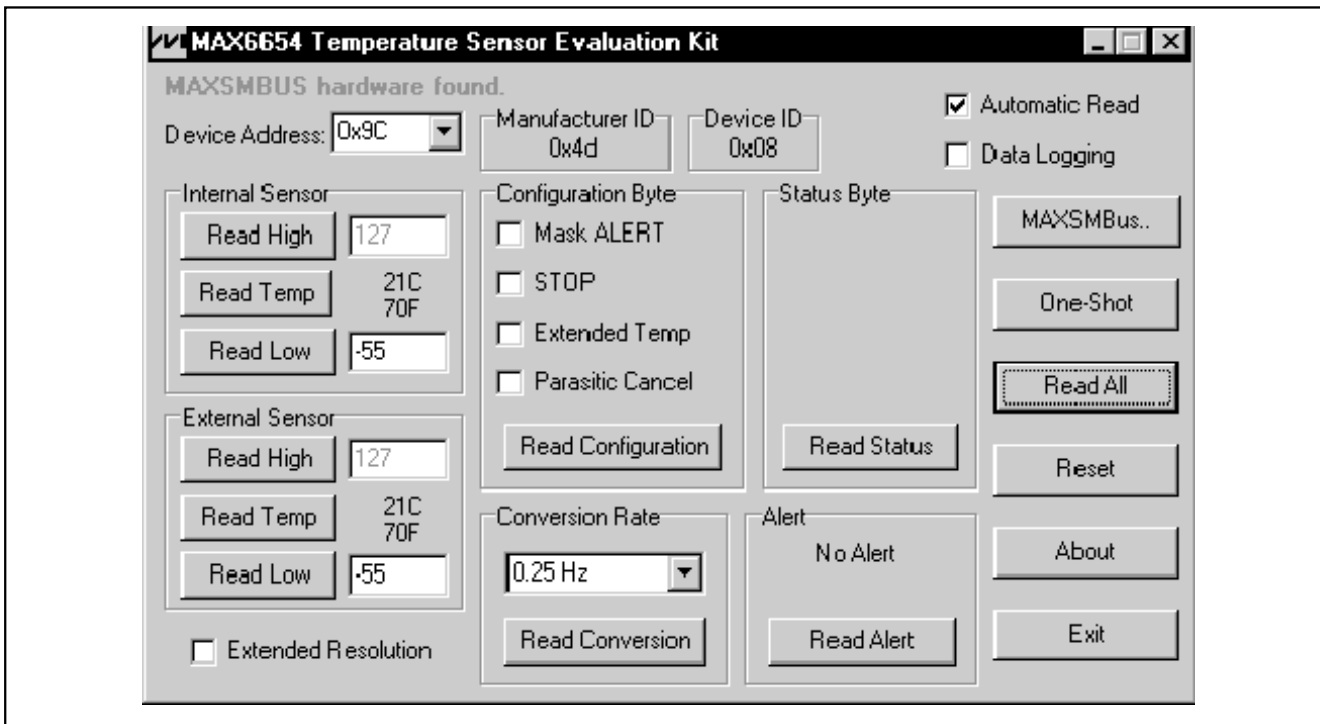 MAX6654 Temperature Sensor Evaluation Kit
MAXSMBUS hardware found.
Device Address: 0x9C
Manufacturer ID
0x4d
Device ID
0x08
Automatic Read
Data Logging
Internal Sensor
Read High 127
Read Temp 21C
70F
Read Low -55
External Sensor
Read High 127
Read Temp 21C
70F
Read Low -55
Extended Resolution
Configuration Byte
Mask ALERT
STOP
Extended Temp
Parasitic Cancel
Read Configuration
Conversion Rate
0.25 Hz
Read Conversion
Status Byte
Read Status
Alert
No Alert
Read Alert
MAXSMBus..
One-Shot
Read All
Reset
About
Exit